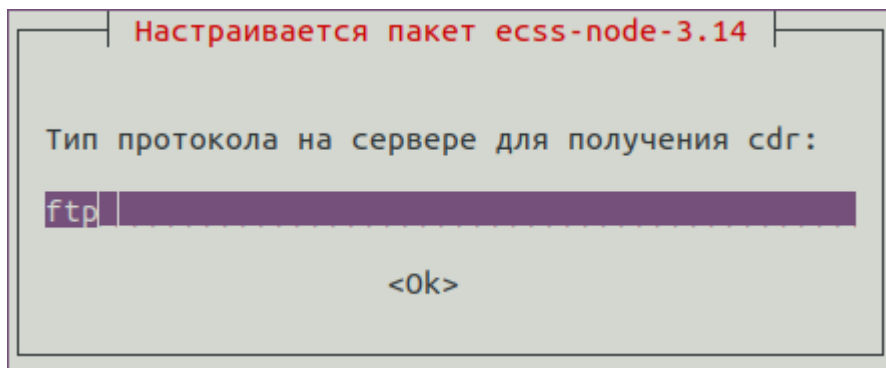 Настраивается пакет ecss-node-3.14
Тип протокола на сервере для получения cdr:
ftp
<Ok>